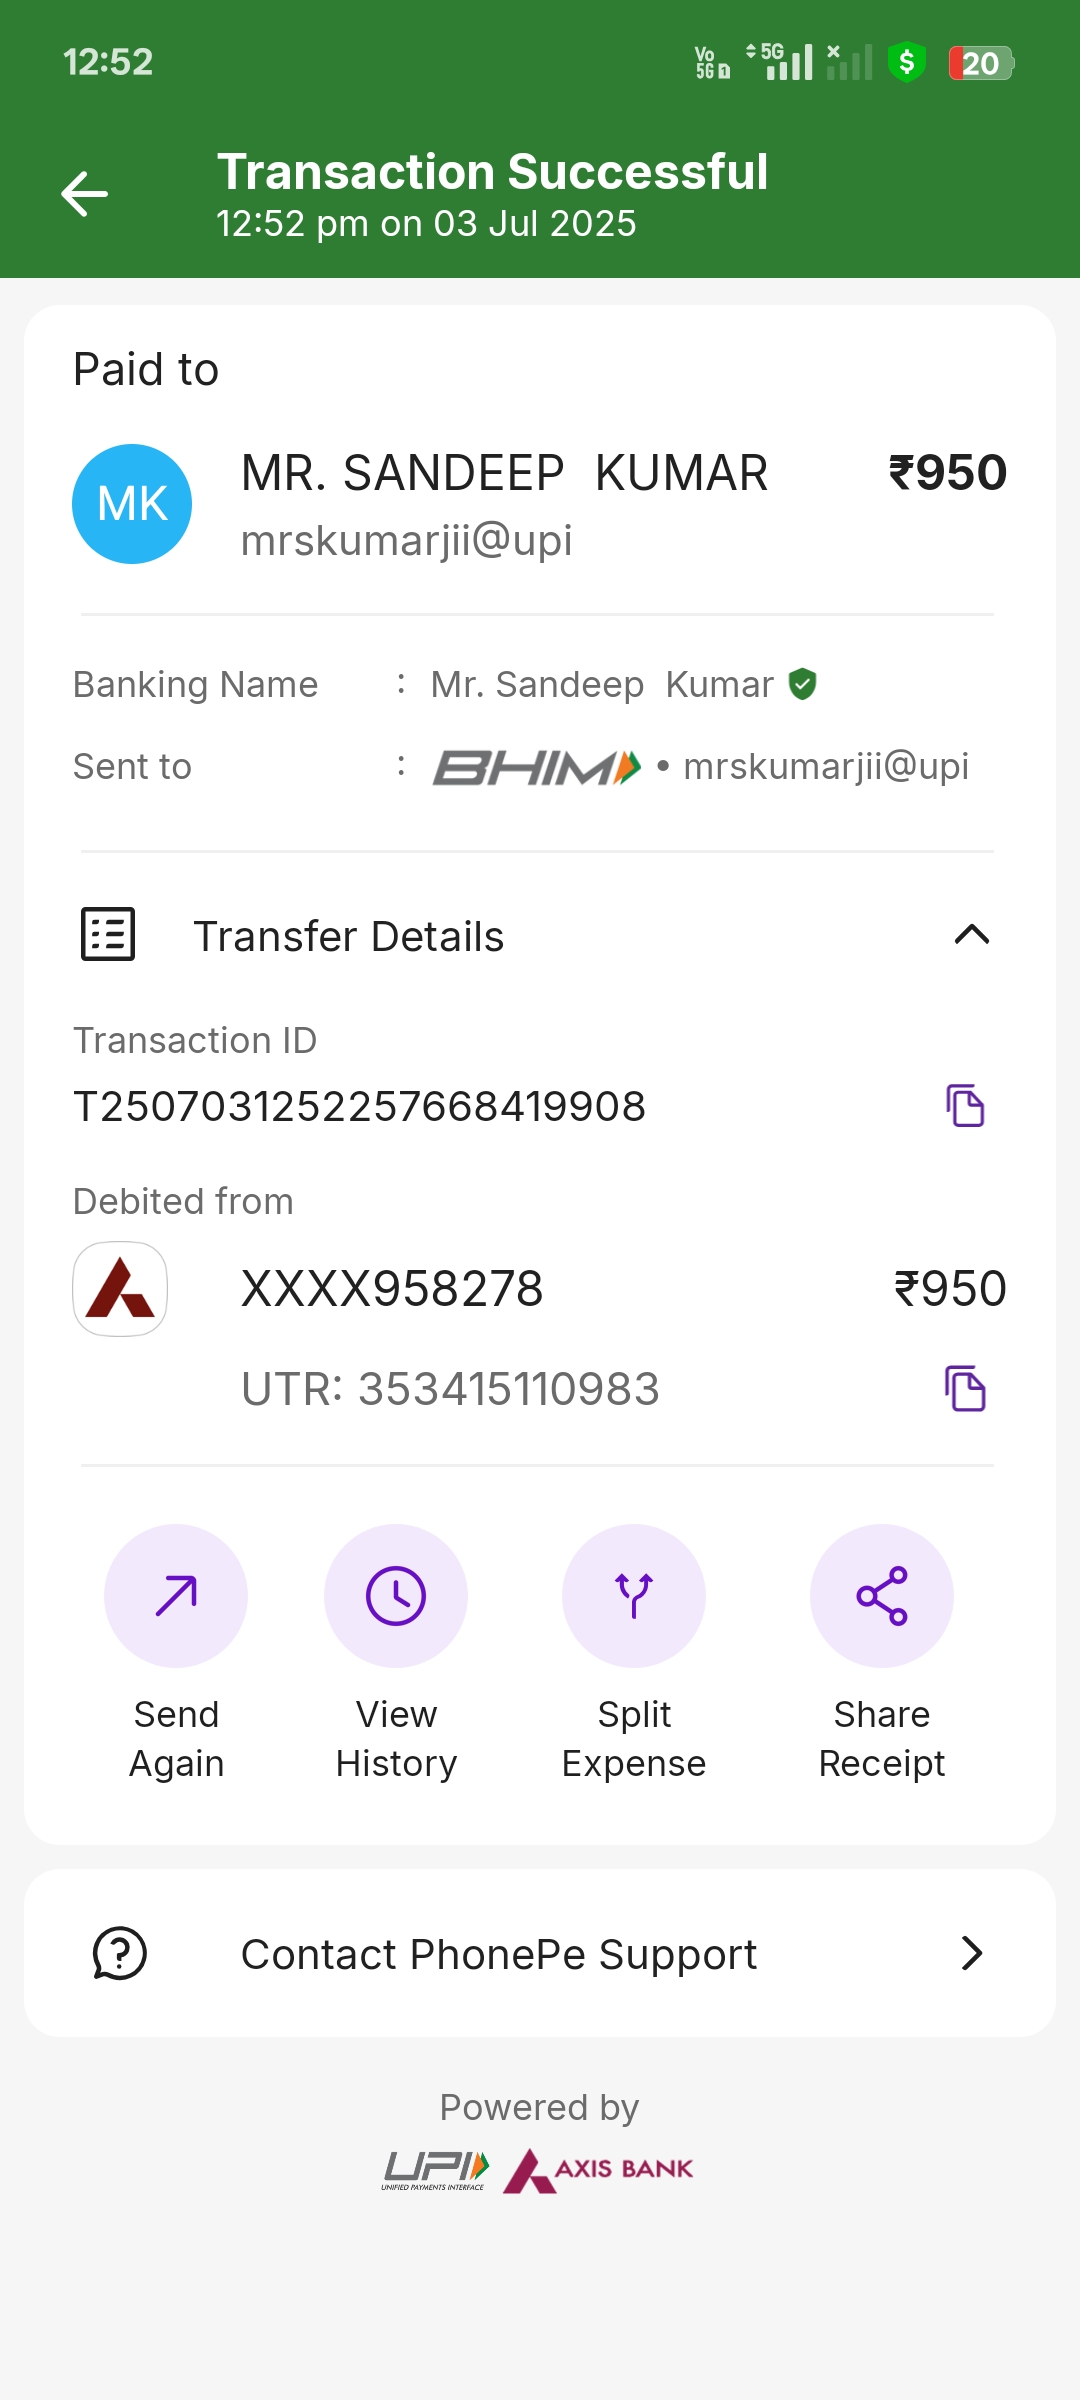 12:52
Vo 5G 1 5G $ 20
Transaction Successful
12:52 pm on 03 Jul 2025
Paid to
MK
MR. SANDEEP  KUMAR ₹950
mrskumarjii@upi
Banking Name : Mr. Sandeep  Kumar
Sent to : BHIM • mrskumarjii@upi
Transfer Details
Transaction ID
T2507031252257668419908
Debited from
XXXX958278 ₹950
UTR: 353415110983
Send Again
View History
Split Expense
Share Receipt
Contact PhonePe Support
Powered by
UPI AXIS BANK
UNIFIED PAYMENTS INTERFACE